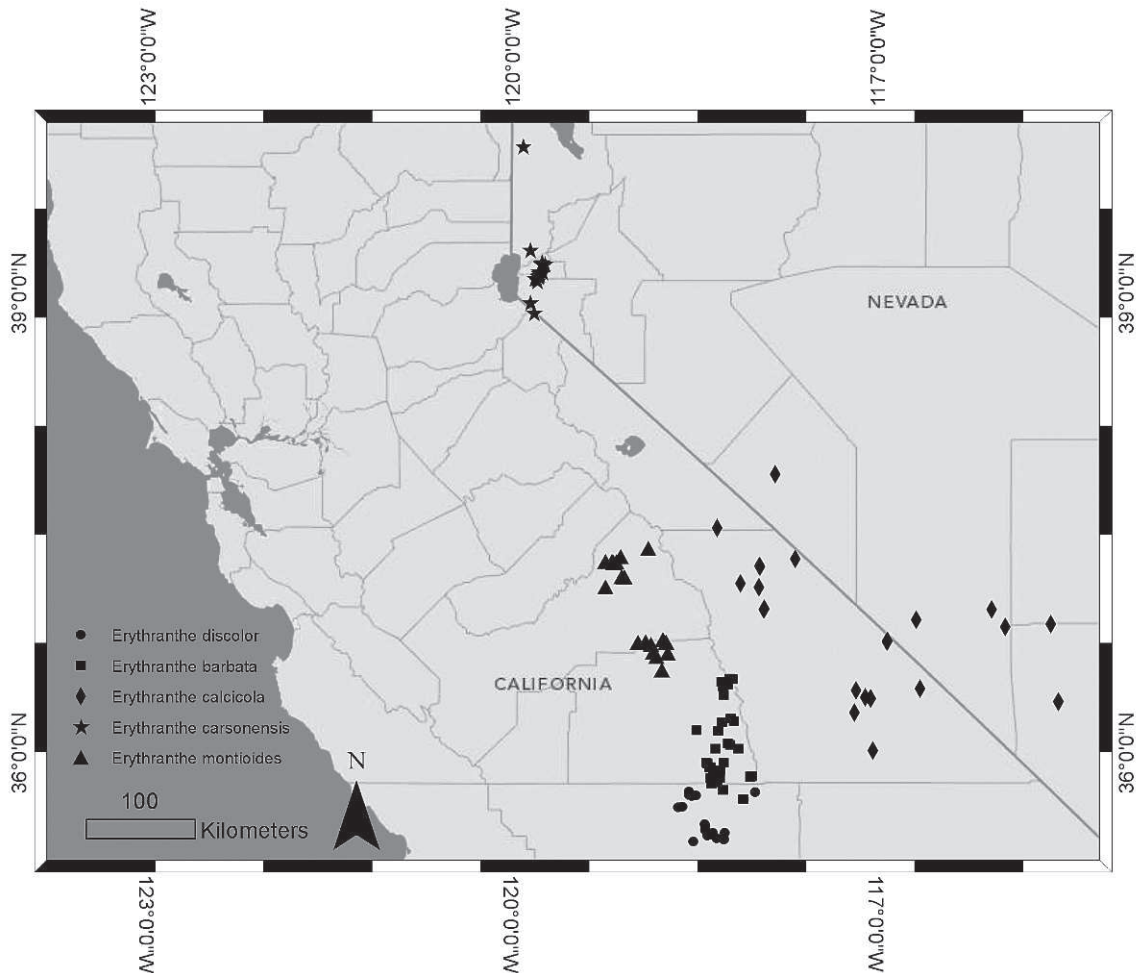 123°0'0"W
120°0'0"W
117°0'0"W
39°0'0"N
39°0'0"N
NEVADA
Erythranthe discolor
Erythranthe barbata
CALIFORNIA
Erythranthe calcicola
Erythranthe carsonensis
36°0'0"N
36°0'0"N
Erythranthe montioides
N
100
Kilometers
123°0'0"W
120°0'0"W
117°0'0"W